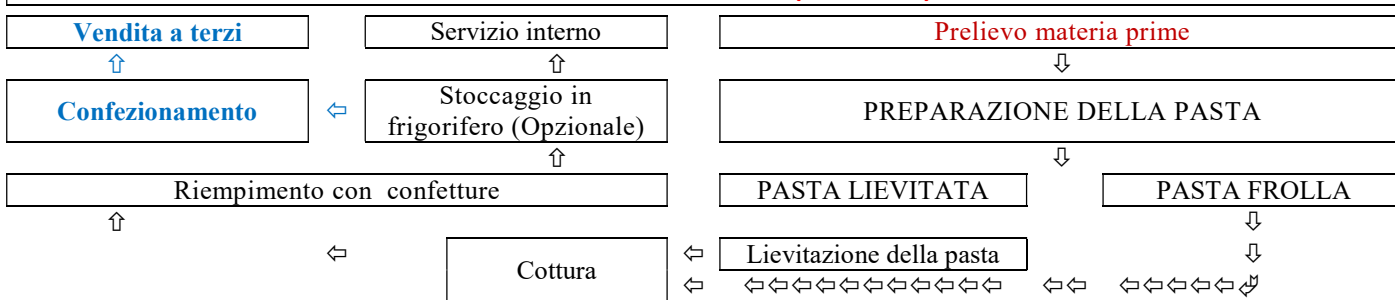 Vendita a terzi
Servizio interno
Prelievo materia prime
⇧
⇧
⇩
Confezionamento
⇦
Stoccaggio in
frigorifero (Opzionale)
PREPARAZIONE DELLA PASTA
⇧
⇩
Riempimento con confetture
PASTA LIEVITATA
PASTA FROLLA
⇧
⇩
⇦
Cottura
⇦
Lievitazione della pasta
⇩
⇦
⇦⇦⇦⇦⇦⇦⇦⇦⇦⇦⇦
⇦⇦
⇦⇦⇦⇦⇦